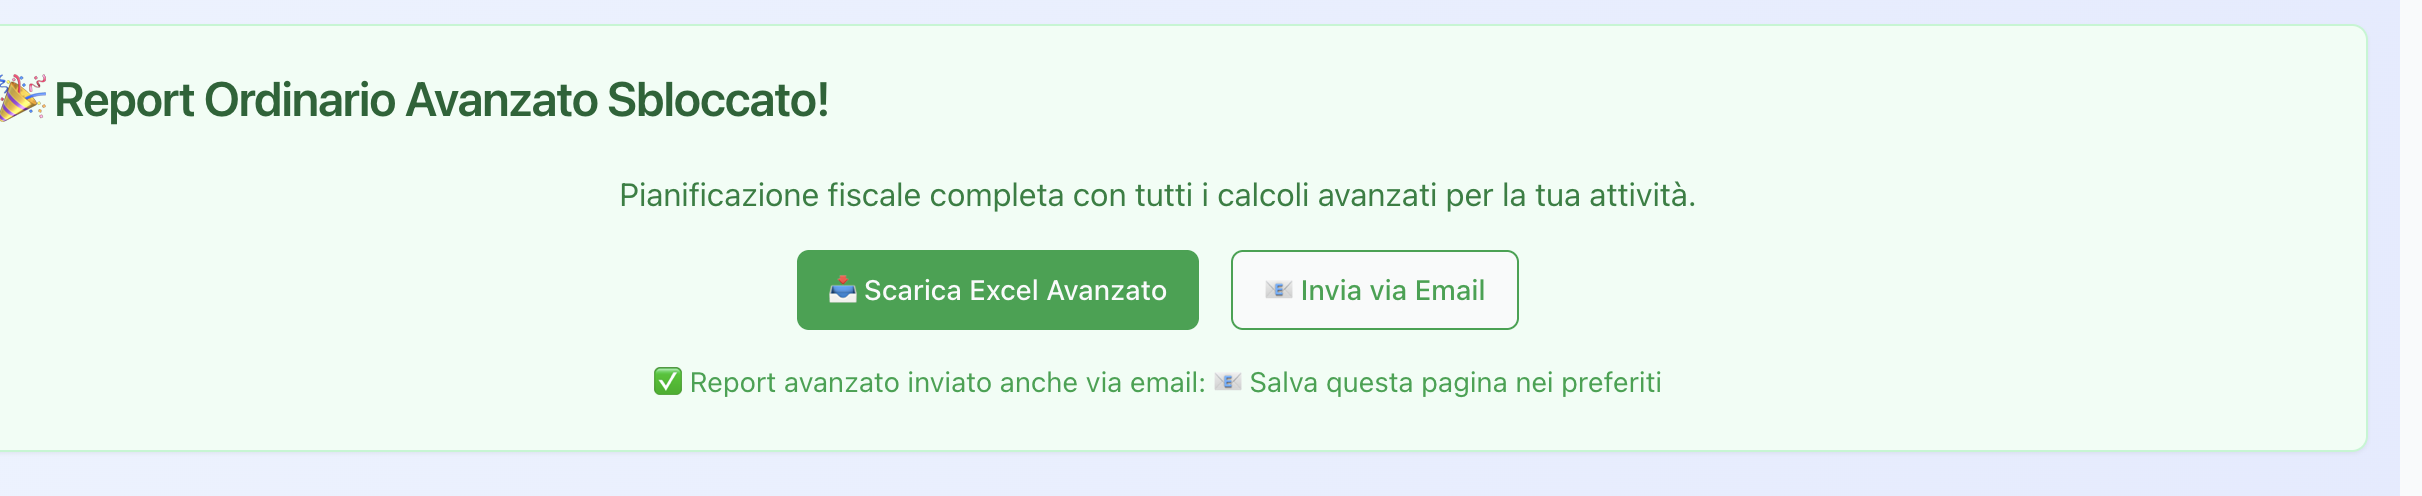 🎉 Report Ordinario Avanzato Sbloccato!
Pianificazione fiscale completa con tutti i calcoli avanzati per la tua attività.
📥 Scarica Excel Avanzato
📧 Invia via Email
✅ Report avanzato inviato anche via email: 📧 Salva questa pagina nei preferiti